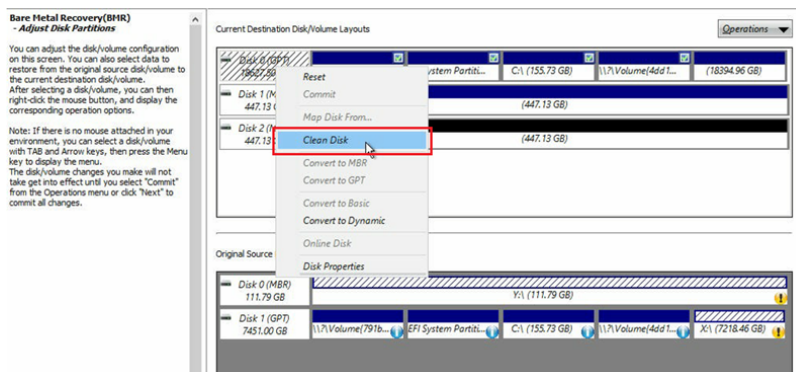 Bare Metal Recovery(BMR)
- Adjust Disk Partitions
You can adjust the disk/volume configuration
on this screen. You can also select data to
restore from the original source disk/volume to
the current destination disk/volume.
After selecting a disk/volume, you can then
right-click the mouse button, and display the
corresponding operation options.
Note: If there is no mouse attached in your
environment, you can select a disk/volume
with TAB and Arrow keys, then press the Menu
key to display the menu.
The disk/volume changes you make will not
take get into effect until you select "Commit"
from the Operations menu or click "Next" to
commit all changes.
Current Destination Disk/Volume Layouts
Operations
Disk 0 (GPT)
ystem Partiti... C:\ (155.73 GB) \\?\Volume{4dd1... (18394.96 GB)
Disk 1 (M
447.13 (447.13 GB)
Disk 2 (M
447.13 (447.13 GB)
Reset
Commit
Map Disk From...
Clean Disk
Convert to MBR
Convert to GPT
Convert to Basic
Convert to Dynamic
Online Disk
Disk Properties
Original Source
Disk 0 (MBR)
111.79 GB Y:\ (111.79 GB)
Disk 1 (GPT)
7451.00 GB \\?\Volume{791b... EFI System Partiti... C:\ (155.73 GB) \\?\Volume{4dd1... X:\ (7218.46 GB)